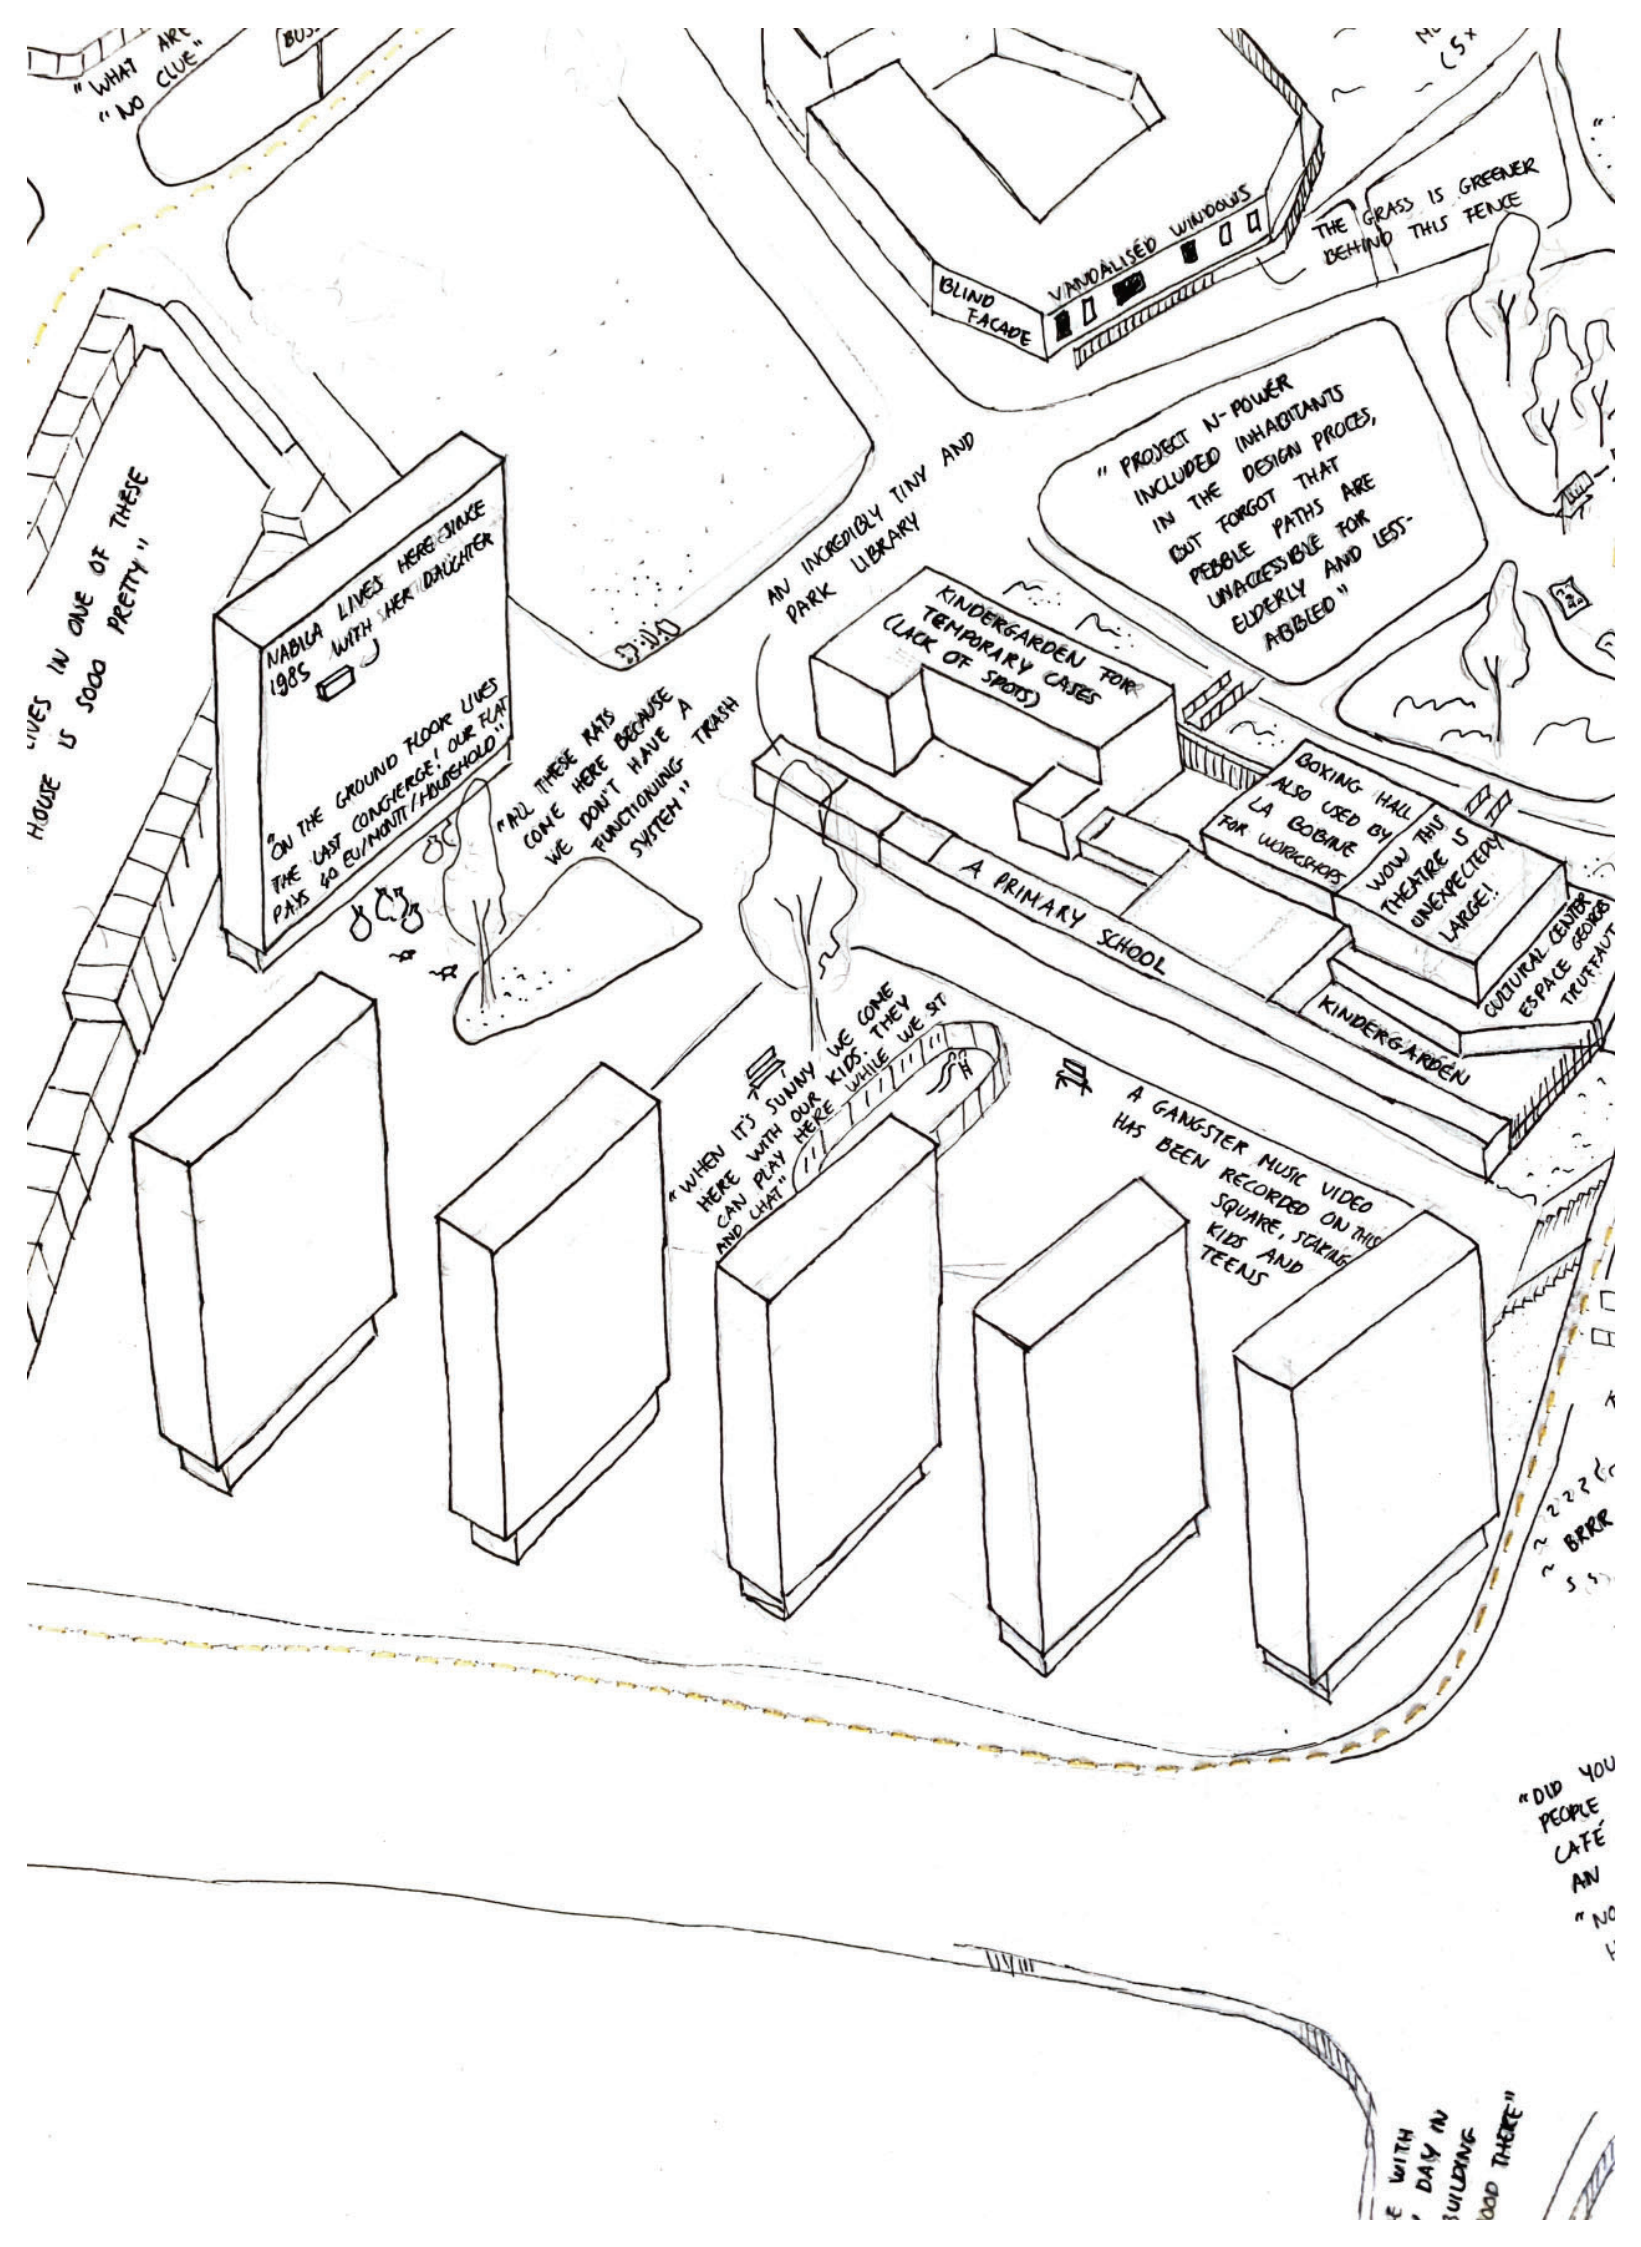 "WHAT ARE
"NO CLUE"
BUS
(5X
THE GRASS IS GREENER
BEHIND THIS FENCE
VANDALISED WINDOWS
BLIND
FACADE
"PROJECT N-POWER
INCLUDED INHABITANTS
IN THE DESIGN PROCES,
BUT FORGOT THAT
PEBBLE PATHS ARE
UNACCESSIBLE FOR
ELDERLY AND LESS-
ABBLED"
AN INCREDIBLY TINY AND
PARK LIBRARY
LIVES IN ONE OF THESE
HOUSE IS SOOO PRETTY"
NABILA LIVES HERE SINCE
1985 WITH HER DAUGHTER
"ON THE GROUND FLOOR LIVES
THE LAST CONCHERGE! OUR FLAT
PAYS 40 EU/MONTH/HOUSEHOLD"
"ALL THESE RATS
COME HERE BECAUSE
WE DON'T HAVE A
FUNCTIONING TRASH
SYSTEM"
KINDERGARDEN FOR
TEMPORARY CASES
(LACK OF
SPOTS)
BOXING HALL
ALSO USED BY
LA BOBINE
FOR WORKSHOPS
WOW THIS
THEATRE IS
UNEXPECTEDY
LARGE!
CULTURAL CENTER
ESPACE GEORGES
TRUFFAUT
A PRIMARY SCHOOL
KINDERGARDEN
"WHEN IT'S SUNNY WE COME
HERE WITH OUR KIDS. THEY
CAN PLAY HERE WHILE WE SIT
AND CHAT"
A GANGSTER MUSIC VIDEO
HAS BEEN RECORDED ON THIS
SQUARE, STARING
KIDS AND
TEENS
BRRR
"DID YOU
PEOPLE
CAFÉ
AN
"NO
H
E WITH
DAY IN
BUILDING
OOD THERE"